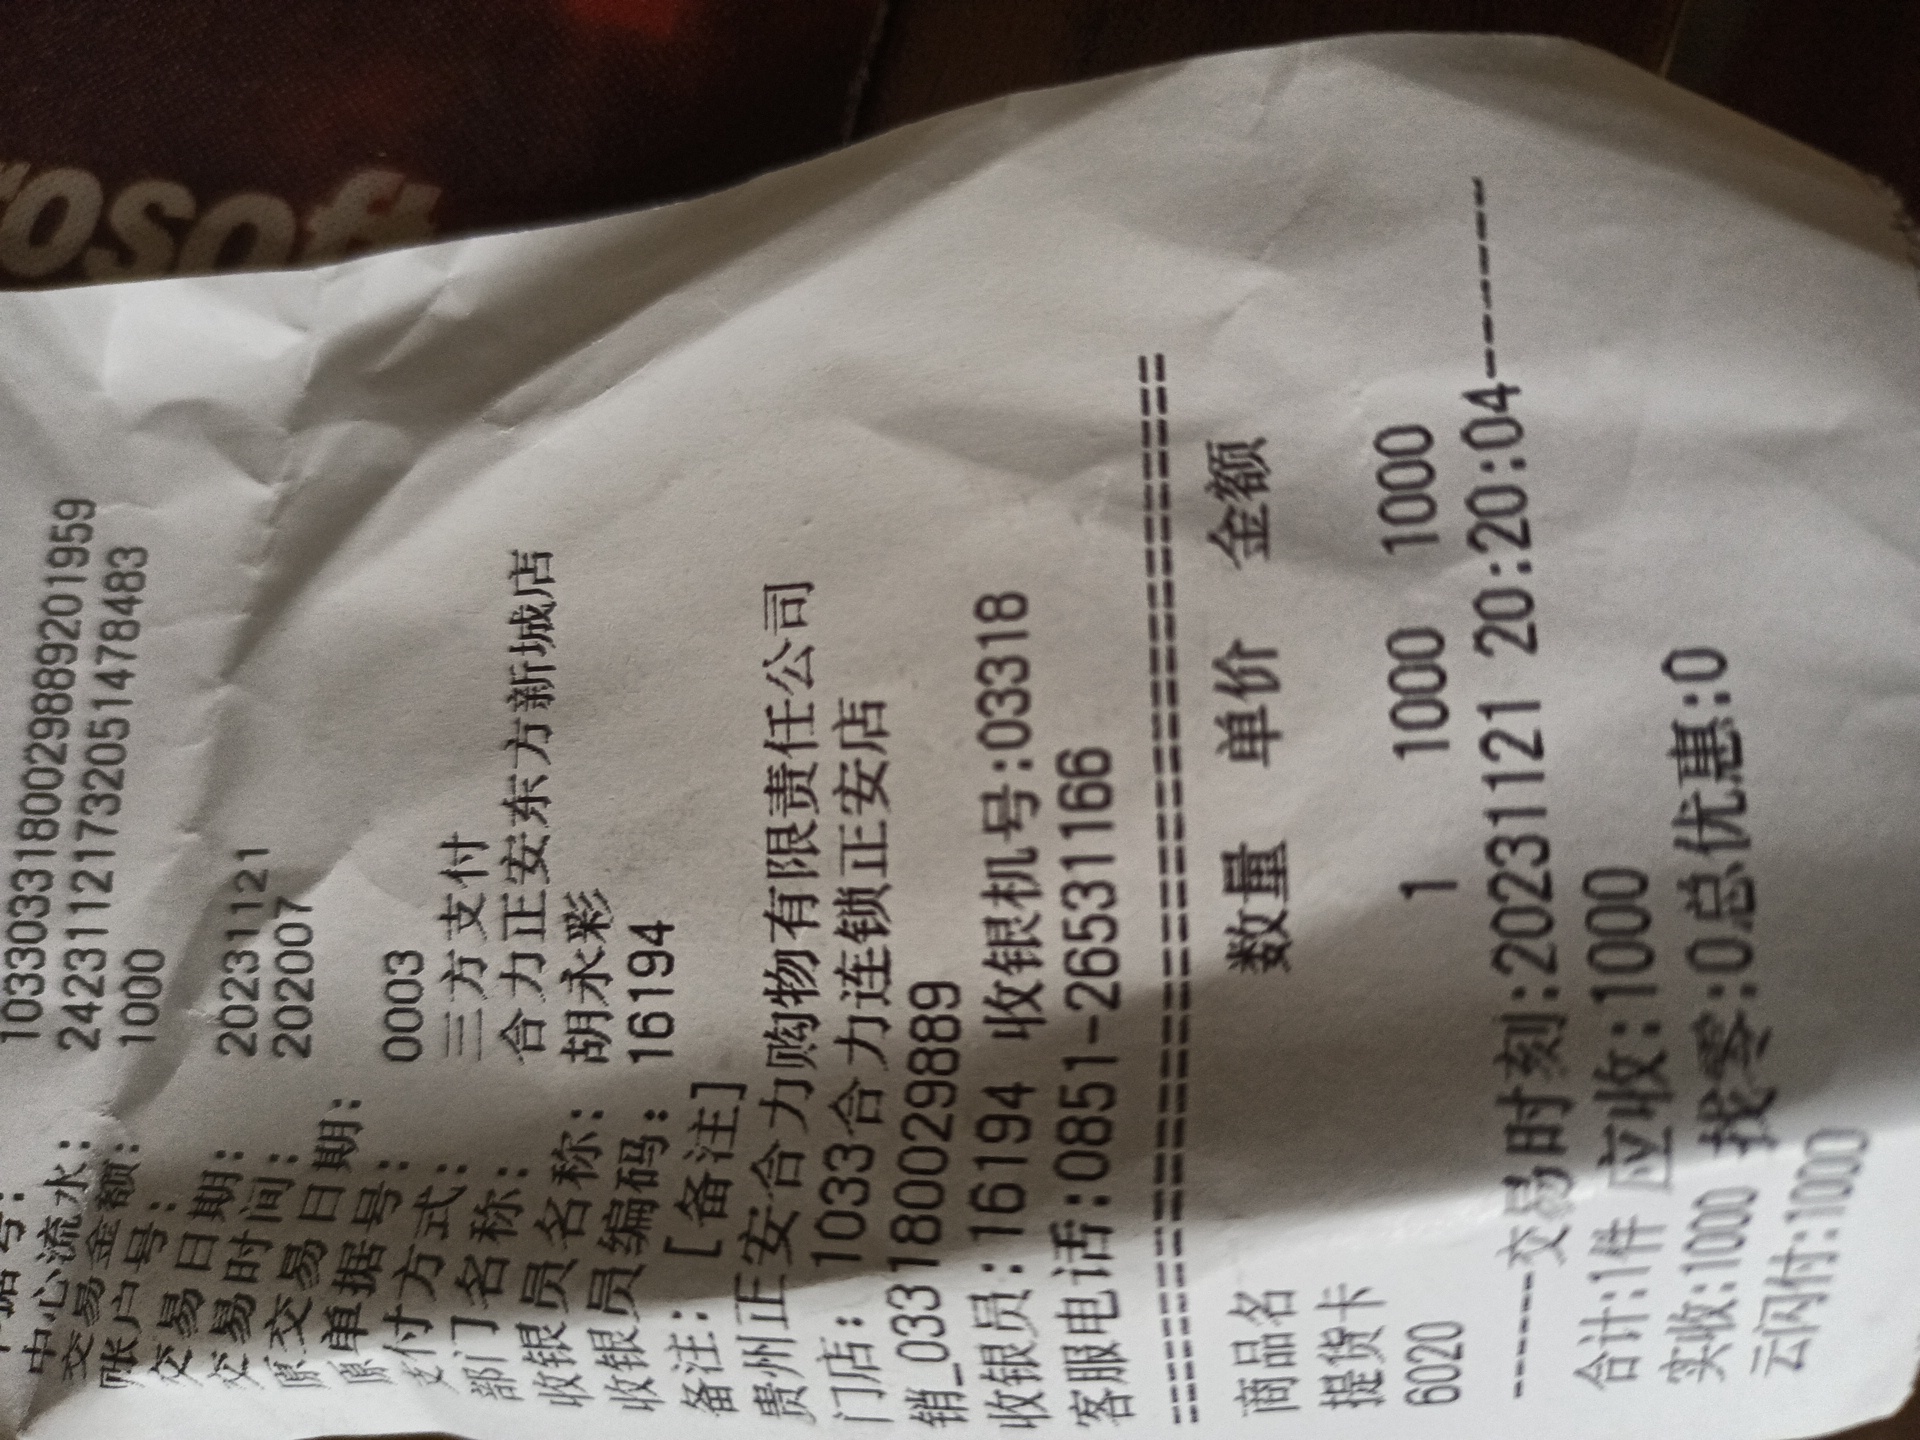 rosoft
单据号: 1033033180029889201959
中心流水: 24231121217320514​78483
交易金额: 1000
账户号:
交易日期: 20231121
交易时间: 202007
原交易日期:
原单据号: 0003
支付方式: 三方支付
部门名称: 合力正安东方新城店
收银员名称: 胡永彩
收银员编码: 16194
备注: [备注]
贵州正安合力购物有限责任公司
门店: 1033合力连锁正安店
销_033180029889
收银员:16194 收银机号:03318
客服电话:0851-26531166
================================
商品名 数量 单价 金额
提货卡
6020 1 1000 1000
------交易时刻:20231121 20:20:04---------
合计:1件 应收:1000
实收:1000 找零:0总优惠:0
云闪付:1000